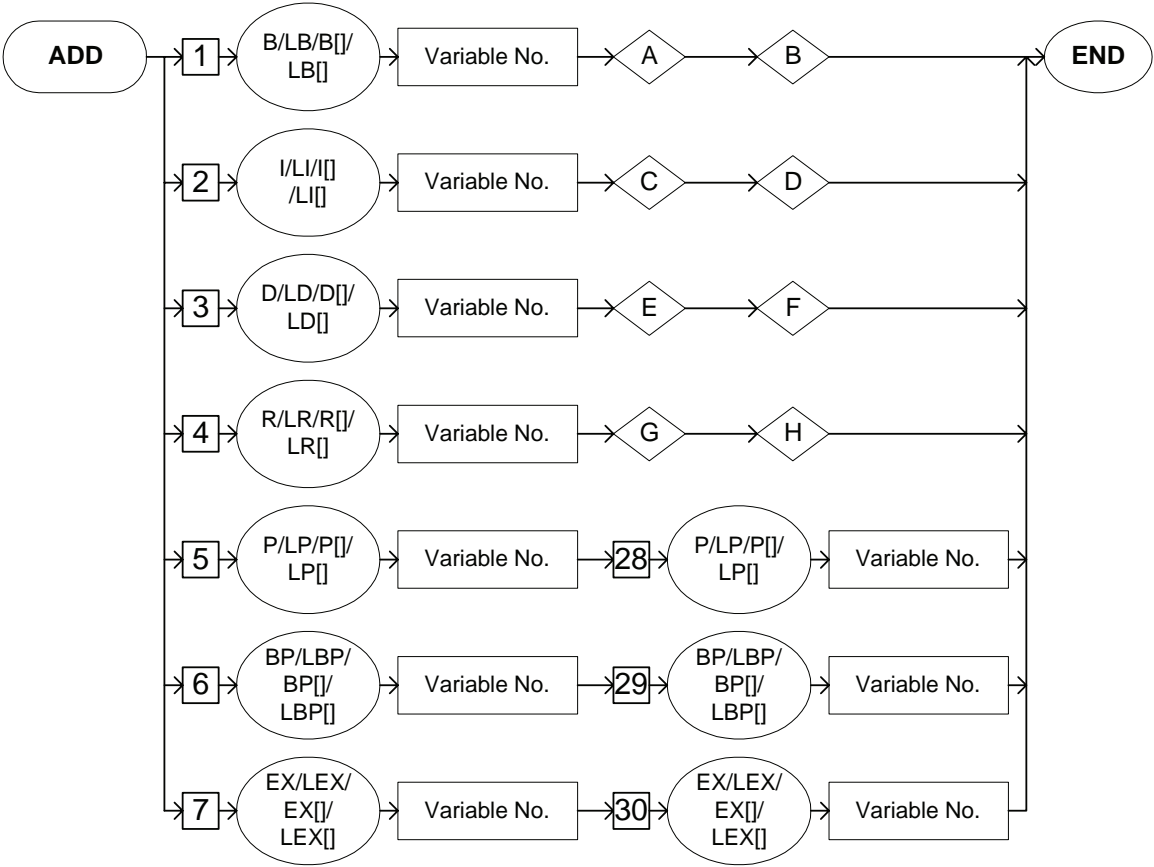 ADD
1
B/LB/B[]/
LB[]
Variable No.
A
B
END
2
I/LI/I[]
/LI[]
Variable No.
C
D
3
D/LD/D[]/
LD[]
Variable No.
E
F
4
R/LR/R[]/
LR[]
Variable No.
G
H
5
P/LP/P[]/
LP[]
Variable No.
28
P/LP/P[]/
LP[]
Variable No.
6
BP/LBP/
BP[]/
LBP[]
Variable No.
29
BP/LBP/
BP[]/
LBP[]
Variable No.
7
EX/LEX/
EX[]/
LEX[]
Variable No.
30
EX/LEX/
EX[]/
LEX[]
Variable No.